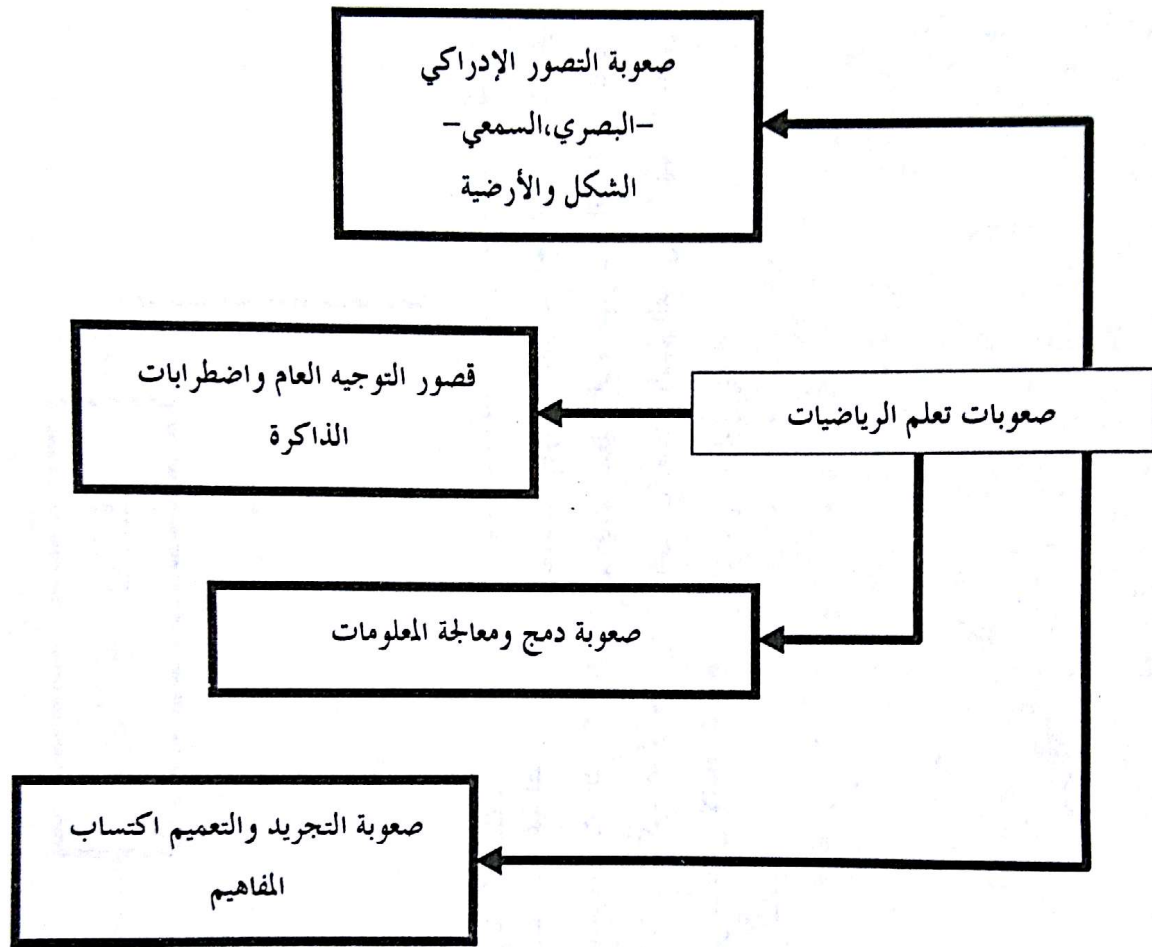 صعوبة التصور الإدراكي
-البصري،السمعي-
الشكل والأرضية
قصور التوجيه العام واضطرابات
الذاكرة
صعوبات تعلم الرياضيات
صعوبة دمج ومعالجة المعلومات
صعوبة التجريد والتعميم اكتساب
المفاهيم